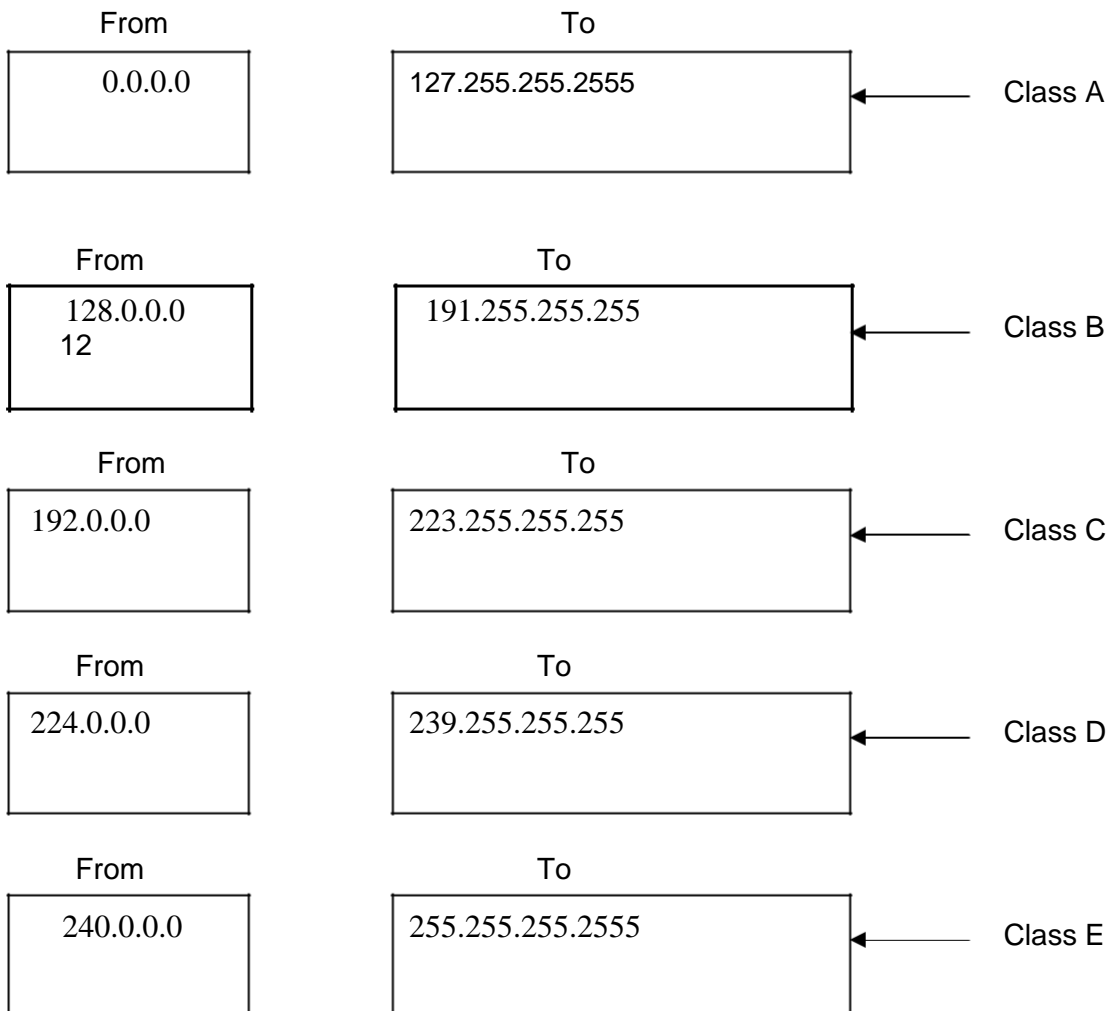 From To
0.0.0.0 127.255.255.2555 Class A
From To
128.0.0.0 191.255.255.255 Class B
12
From To
192.0.0.0 223.255.255.255 Class C
From To
224.0.0.0 239.255.255.255 Class D
From To
240.0.0.0 255.255.255.2555 Class E